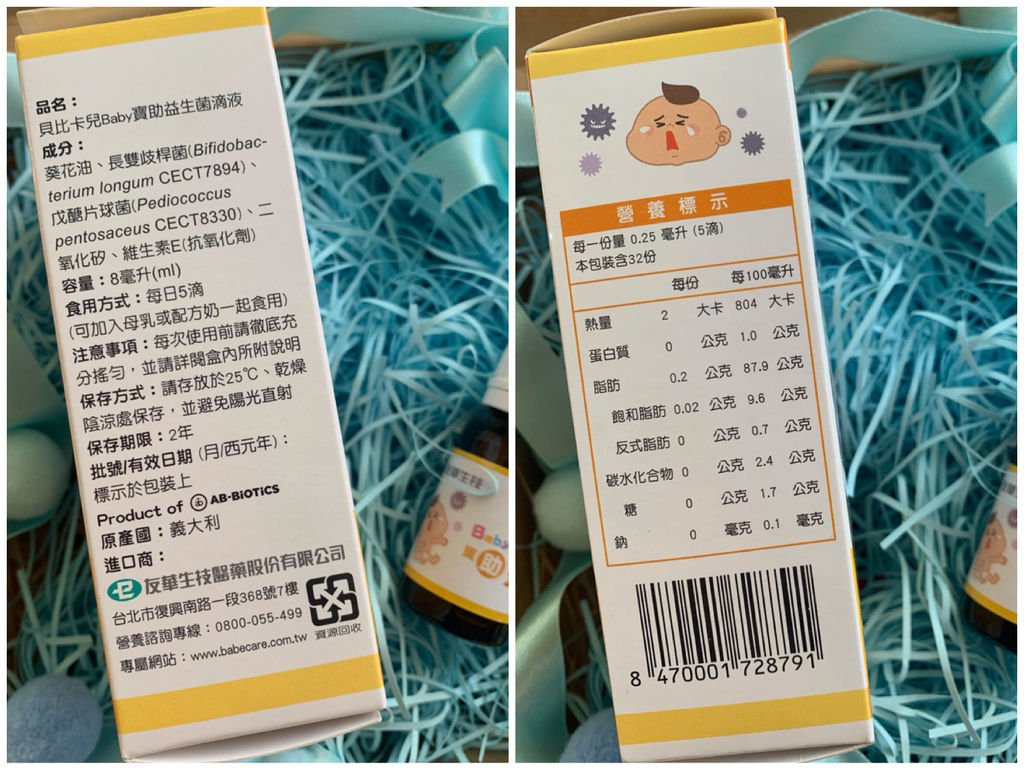 品名：
貝比卡兒Baby寶助益生菌滴液
成分：
葵花油、長雙歧桿菌(Bifidobac-
terium longum CECT7894)、
戊醣片球菌(Pediococcus
pentosaceus CECT8330)、二
氧化矽、維生素E(抗氧化劑)
容量：8毫升(ml)
食用方式：每日5滴
(可加入母乳或配方奶一起食用)
注意事項：每次使用前請徹底充
分搖勻，並請詳閱盒內所附說明
保存方式：請存放於25℃、乾燥
陰涼處保存，並避免陽光直射
保存期限：2年
批號/有效日期 (月/西元年)：
標示於包裝上
Product of AB-BIOTICS
原產國：義大利
進口商：
友華生技醫藥股份有限公司
台北市復興南路一段368號7樓
營養諮詢專線：0800-055-499
專屬網站：www.babecare.com.tw
資源回收
華生技
Baby
寶助
營養標示
每一份量 0.25 毫升 (5滴)
本包裝含32份
每份 每100毫升
熱量 2 大卡 804 大卡
蛋白質 0 公克 1.0 公克
脂肪 0.2 公克 87.9 公克
飽和脂肪 0.02 公克 9.6 公克
反式脂肪 0 公克 0.7 公克
碳水化合物 0 公克 2.4 公克
糖 0 公克 1.7 公克
鈉 0 毫克 0.1 毫克
8 470001 728791